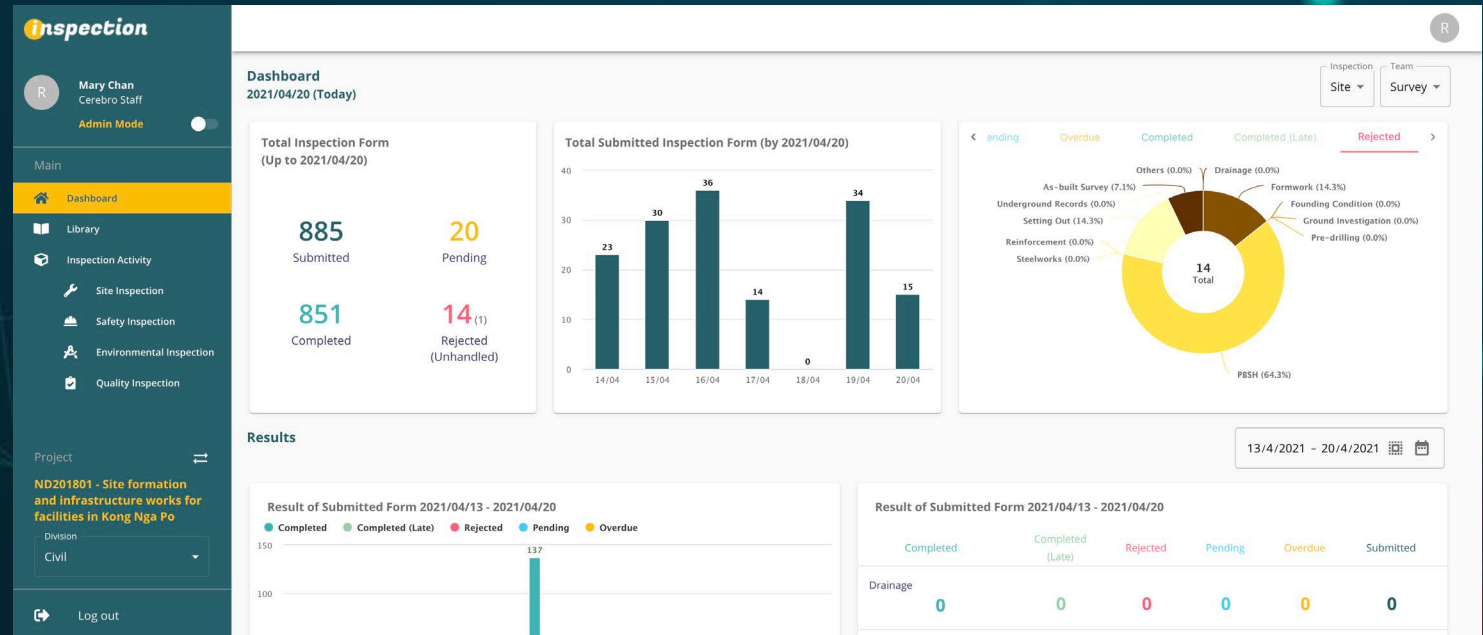 inspection
R
R
Mary Chan
Cerebro Staff
Admin Mode
Main
Dashboard
Library
Inspection Activity
Site Inspection
Safety Inspection
Environmental Inspection
Quality Inspection
Project
ND201801 - Site formation
and infrastructure works for
facilities in Kong Nga Po
Division
Civil
Log out
Dashboard
2021/04/20 (Today)
Inspection
Site
Team
Survey
Total Inspection Form
(Up to 2021/04/20)
885
Submitted
20
Pending
851
Completed
14 (1)
Rejected
(Unhandled)
Total Submitted Inspection Form (by 2021/04/20)
40
30
20
10
0
23
30
36
14
0
34
15
14/04
15/04
16/04
17/04
18/04
19/04
20/04
ending
Overdue
Completed
Completed (Late)
Rejected
Others (0.0%)
Drainage (0.0%)
As-built Survey (7.1%)
Formwork (14.3%)
Underground Records (0.0%)
Founding Condition (0.0%)
Setting Out (14.3%)
Ground Investigation (0.0%)
Reinforcement (0.0%)
Pre-drilling (0.0%)
Steelworks (0.0%)
14
Total
PBSH (64.3%)
Results
13/4/2021 - 20/4/2021
Result of Submitted Form 2021/04/13 - 2021/04/20
Completed
Completed (Late)
Rejected
Pending
Overdue
150
137
100
Result of Submitted Form 2021/04/13 - 2021/04/20
Completed
Completed
(Late)
Rejected
Pending
Overdue
Submitted
Drainage
0
0
0
0
0
0